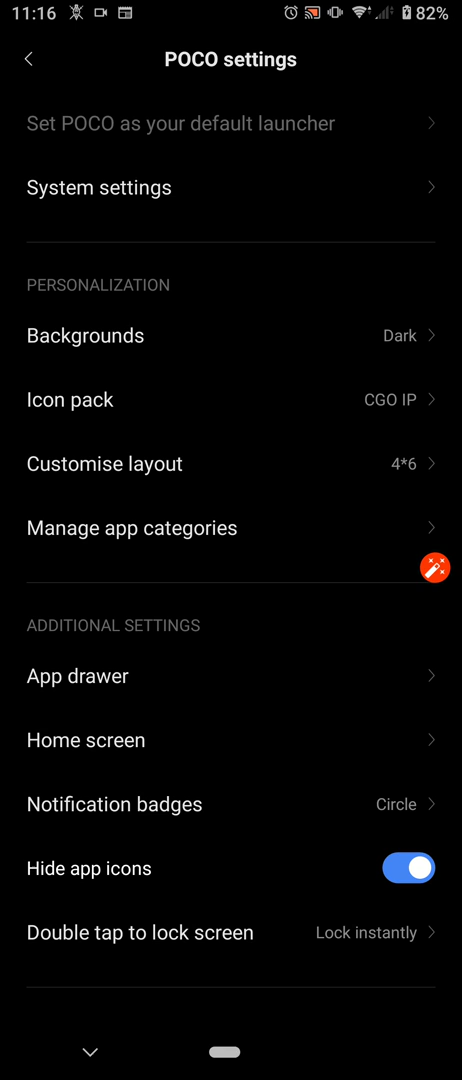 11:16 82%
POCO settings
Set POCO as your default launcher
System settings
PERSONALIZATION
Backgrounds Dark
Icon pack CGO IP
Customise layout 4*6
Manage app categories
ADDITIONAL SETTINGS
App drawer
Home screen
Notification badges Circle
Hide app icons
Double tap to lock screen Lock instantly